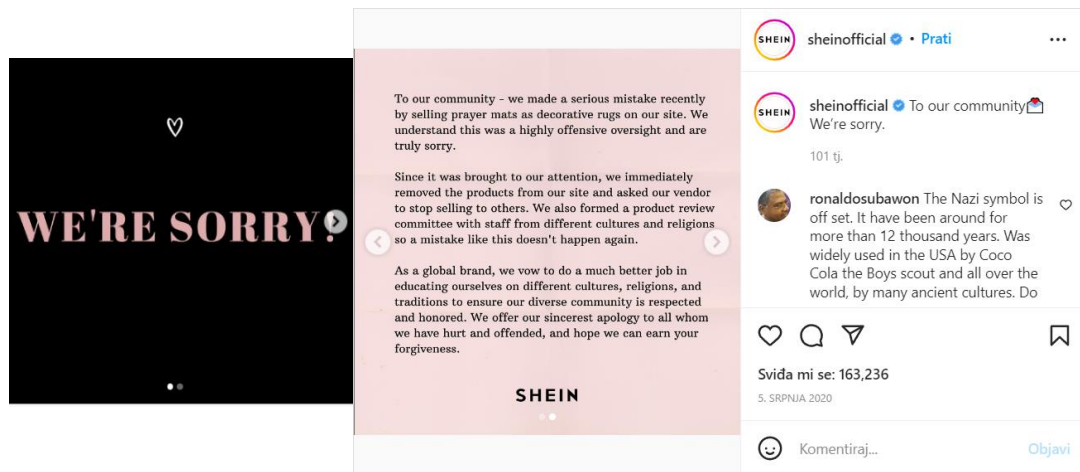 WE'RE SORRY.
To our community - we made a serious mistake recently
by selling prayer mats as decorative rugs on our site. We
understand this was a highly offensive oversight and are
truly sorry.
Since it was brought to our attention, we immediately
removed the products from our site and asked our vendor
to stop selling to others. We also formed a product review
committee with staff from different cultures and religions
so a mistake like this doesn't happen again.
As a global brand, we vow to do a much better job in
educating ourselves on different cultures, religions, and
traditions to ensure our diverse community is respected
and honored. We offer our sincerest apology to all whom
we have hurt and offended, and hope we can earn your
forgiveness.
SHEIN
SHEIN
sheinofficial • Prati
SHEIN
sheinofficial To our community
We're sorry.
101 tj.
ronaldosubawon The Nazi symbol is
off set. It have been around for
more than 12 thousand years. Was
widely used in the USA by Coco
Cola the Boys scout and all over the
world, by many ancient cultures. Do
Sviđa mi se: 163,236
5. SRPNJA 2020
Komentiraj...
Objavi